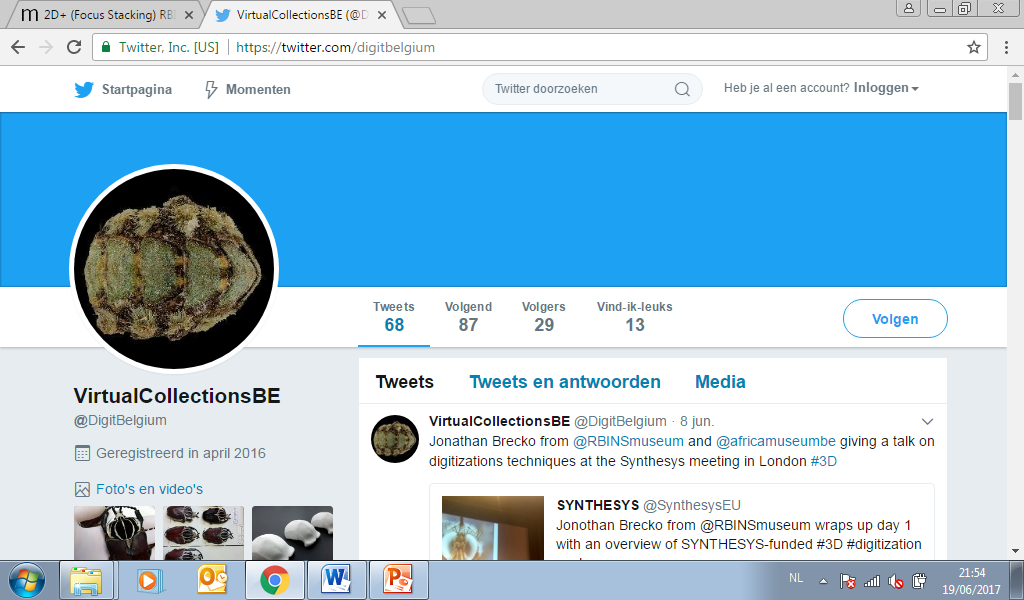 m 2D+ (Focus Stacking) RB
VirtualCollectionsBE (@D
Twitter, Inc. [US] https://twitter.com/digitbelgium
Startpagina
Momenten
Twitter doorzoeken
Heb je al een account? Inloggen
Tweets
68
Volgend
87
Volgers
29
Vind-ik-leuks
13
Volgen
VirtualCollectionsBE
@DigitBelgium
Geregistreerd in april 2016
Foto's en video's
Tweets
Tweets en antwoorden
Media
VirtualCollectionsBE @DigitBelgium · 8 jun.
Jonathan Brecko from @RBINSmuseum and @africamuseumbe giving a talk on
digitizations techniques at the Synthesys meeting in London #3D
SYNTHESYS @SynthesysEU
Jonothan Brecko from @RBINSmuseum wraps up day 1
with an overview of SYNTHESYS-funded #3D #digitization
NL
21:54
19/06/2017